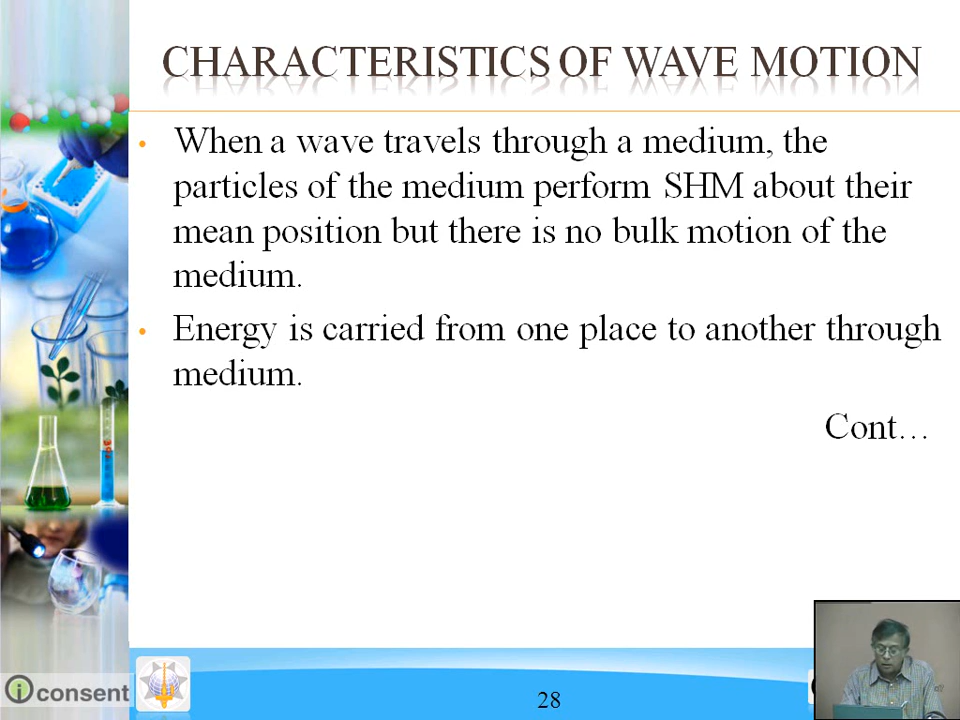 CHARACTERISTICS OF WAVE MOTION
• When a wave travels through a medium, the
particles of the medium perform SHM about their
mean position but there is no bulk motion of the
medium.
• Energy is carried from one place to another through
medium.
Cont…
i consent
28